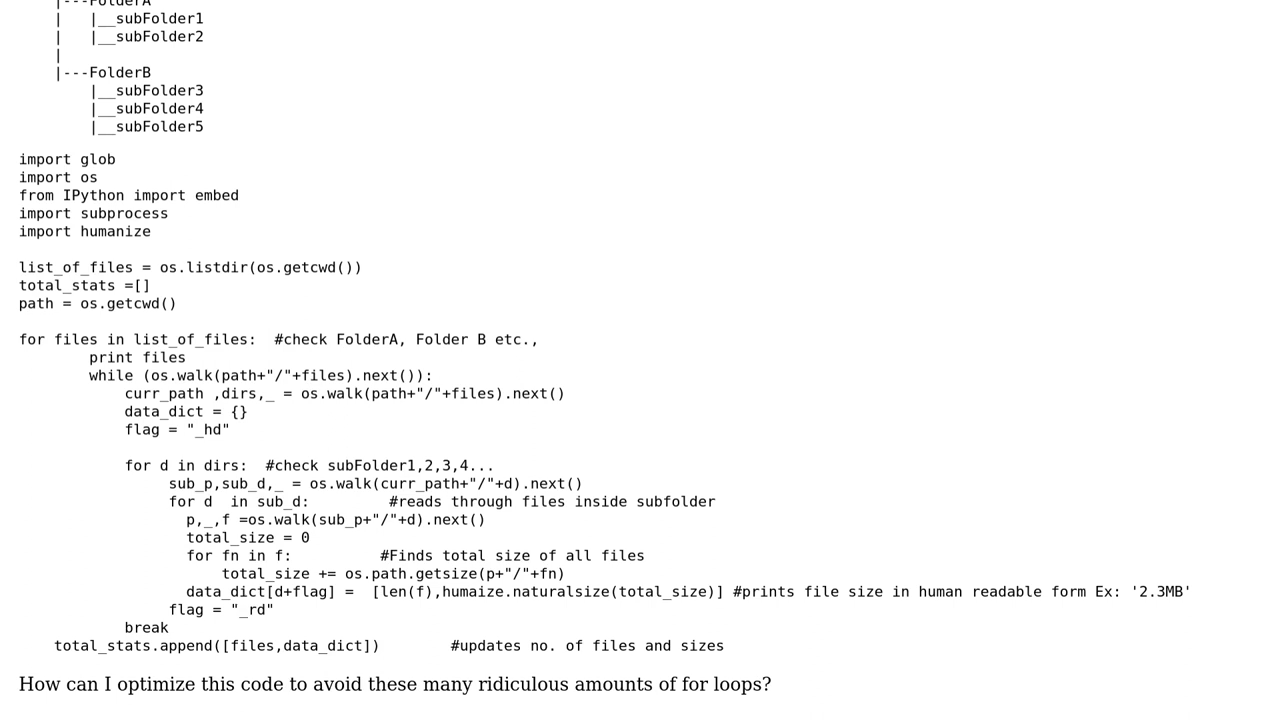 |---FolderA
|   |__subFolder1
|   |__subFolder2
|
|---FolderB
    |__subFolder3
    |__subFolder4
    |__subFolder5
import glob
import os
from IPython import embed
import subprocess
import humanize
list_of_files = os.listdir(os.getcwd())
total_stats =[]
path = os.getcwd()
for files in list_of_files:  #check FolderA, Folder B etc.,
        print files
        while (os.walk(path+"/"+files).next()):
            curr_path ,dirs,_ = os.walk(path+"/"+files).next()
            data_dict = {}
            flag = "_hd"
            for d in dirs:  #check subFolder1,2,3,4...
                 sub_p,sub_d,_ = os.walk(curr_path+"/"+d).next()
                 for d  in sub_d:         #reads through files inside subfolder
                   p,_,f =os.walk(sub_p+"/"+d).next()
                   total_size = 0
                   for fn in f:          #Finds total size of all files
                       total_size += os.path.getsize(p+"/"+fn)
                   data_dict[d+flag] =  [len(f),humaize.naturalsize(total_size)] #prints file size in human readable form Ex: '2.3MB'
                 flag = "_rd"
            break
    total_stats.append([files,data_dict])        #updates no. of files and sizes
How can I optimize this code to avoid these many ridiculous amounts of for loops?